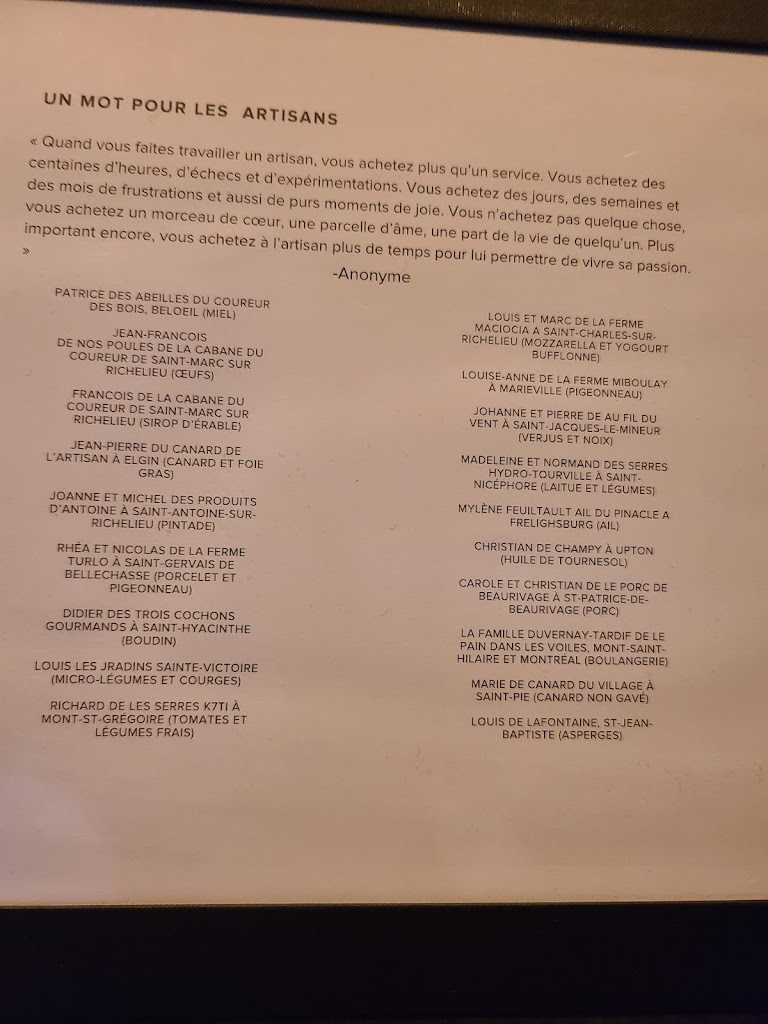 UN MOT POUR LES ARTISANS
« Quand vous faites travailler un artisan, vous achetez plus qu'un service. Vous achetez des
centaines d'heures, d'échecs et d'expérimentations. Vous achetez des jours, des semaines et
des mois de frustrations et aussi de purs moments de joie. Vous n'achetez pas quelque chose,
vous achetez un morceau de cœur, une parcelle d'âme, une part de la vie de quelqu'un. Plus
important encore, vous achetez à l'artisan plus de temps pour lui permettre de vivre sa passion.
»
-Anonyme
PATRICE DES ABEILLES DU COUREUR
DES BOIS, BELOEIL (MIEL)
JEAN-FRANCOIS
DE NOS POULES DE LA CABANE DU
COUREUR DE SAINT-MARC SUR
RICHELIEU (ŒUFS)
FRANCOIS DE LA CABANE DU
COUREUR DE SAINT-MARC SUR
RICHELIEU (SIROP D'ÉRABLE)
JEAN-PIERRE DU CANARD DE
L'ARTISAN À ELGIN (CANARD ET FOIE
GRAS)
JOANNE ET MICHEL DES PRODUITS
D'ANTOINE À SAINT-ANTOINE-SUR-
RICHELIEU (PINTADE)
RHÉA ET NICOLAS DE LA FERME
TURLO À SAINT-GERVAIS DE
BELLECHASSE (PORCELET ET
PIGEONNEAU)
DIDIER DES TROIS COCHONS
GOURMANDS À SAINT-HYACINTHE
(BOUDIN)
LOUIS LES JRADINS SAINTE-VICTOIRE
(MICRO-LÉGUMES ET COURGES)
RICHARD DE LES SERRES K7TI À
MONT-ST-GRÉGOIRE (TOMATES ET
LÉGUMES FRAIS)
LOUIS ET MARC DE LA FERME
MACIOCIA A SAINT-CHARLES-SUR-
RICHELIEU (MOZZARELLA ET YOGOURT
BUFFLONNE)
LOUISE-ANNE DE LA FERME MIBOULAY
À MARIEVILLE (PIGEONNEAU)
JOHANNE ET PIERRE DE AU FIL DU
VENT À SAINT-JACQUES-LE-MINEUR
(VERJUS ET NOIX)
MADELEINE ET NORMAND DES SERRES
HYDRO-TOURVILLE À SAINT-
NICÉPHORE (LAITUE ET LÉGUMES)
MYLÈNE FEUILTAULT AIL DU PINACLE A
FRELIGHSBURG (AIL)
CHRISTIAN DE CHAMPY À UPTON
(HUILE DE TOURNESOL)
CAROLE ET CHRISTIAN DE LE PORC DE
BEAURIVAGE À ST-PATRICE-DE-
BEAURIVAGE (PORC)
LA FAMILLE DUVERNAY-TARDIF DE LE
PAIN DANS LES VOILES, MONT-SAINT-
HILAIRE ET MONTRÉAL (BOULANGERIE)
MARIE DE CANARD DU VILLAGE À
SAINT-PIE (CANARD NON GAVÉ)
LOUIS DE LAFONTAINE, ST-JEAN-
BAPTISTE (ASPERGES)